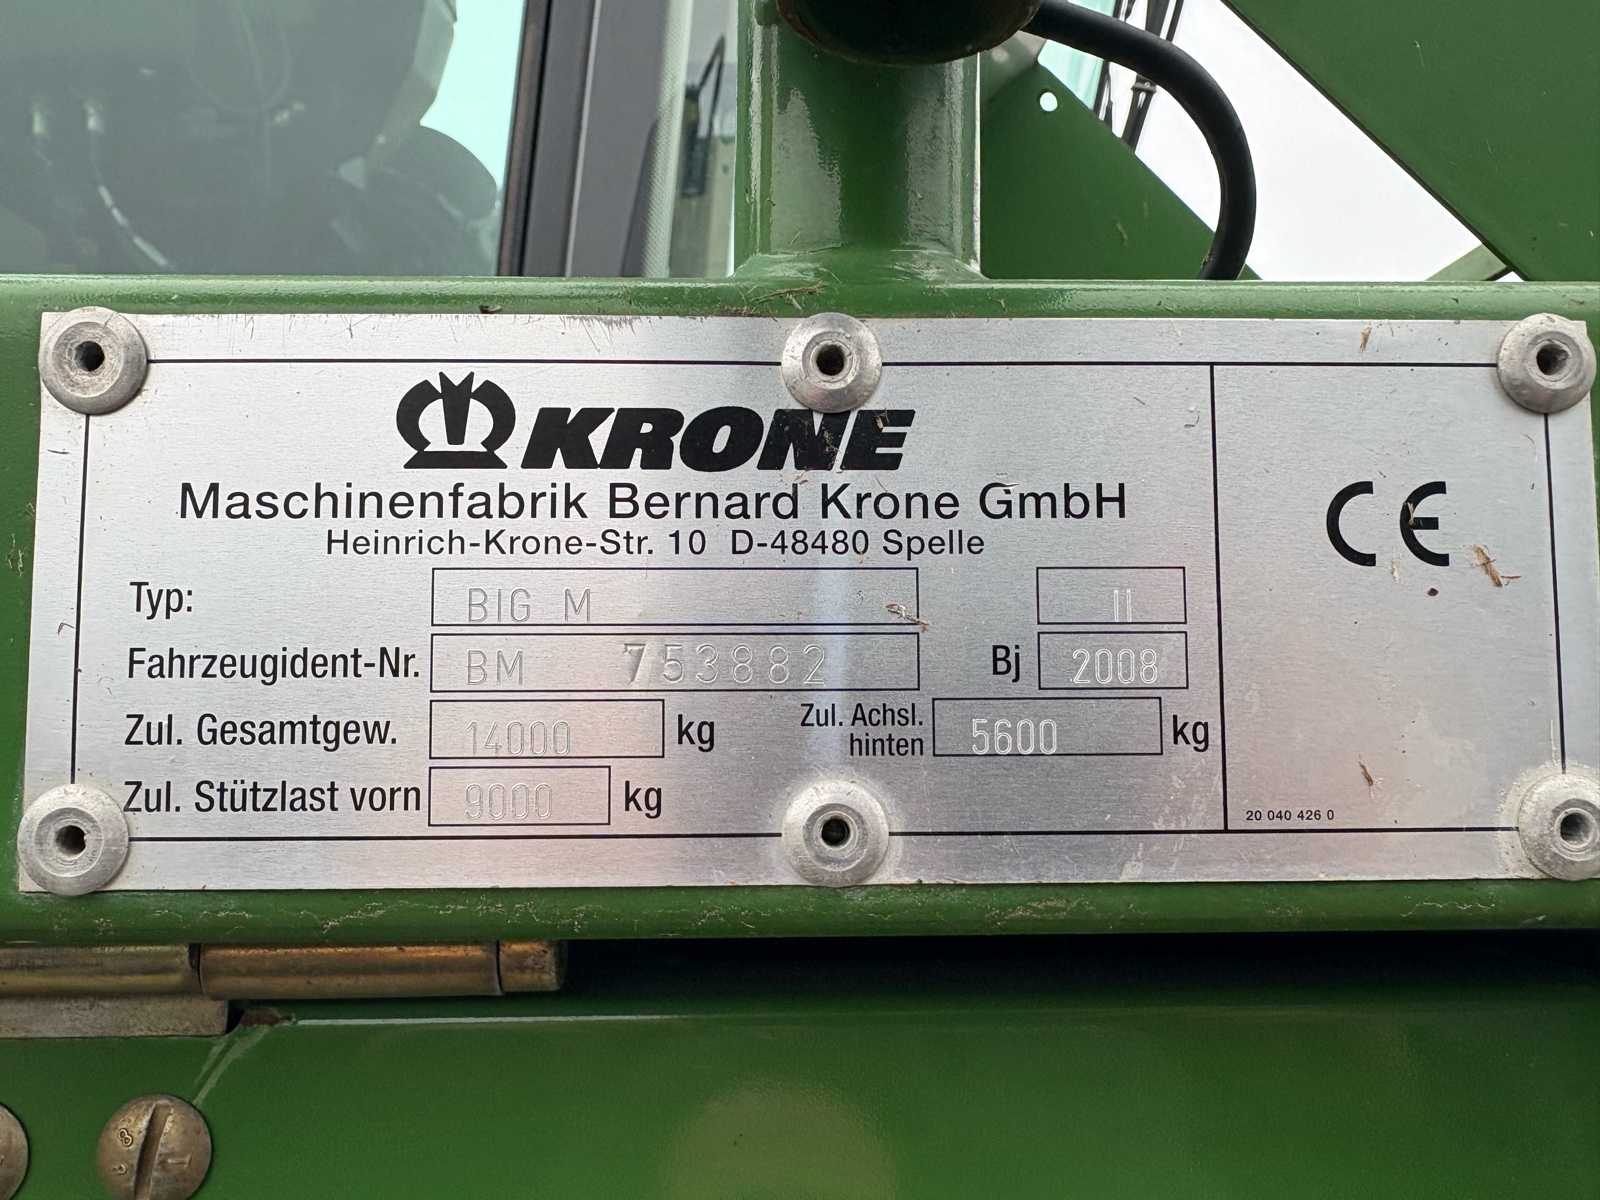 KRONE
Maschinenfabrik Bernard Krone GmbH
Heinrich-Krone-Str. 10 D-48480 Spelle
CE
Typ: BIG M II
Fahrzeugident-Nr. BM 753882 Bj 2008
Zul. Gesamtgew. 14000 kg Zul. Achsl. hinten 5600 kg
Zul. Stützlast vorn 9000 kg
20 040 426 0
8